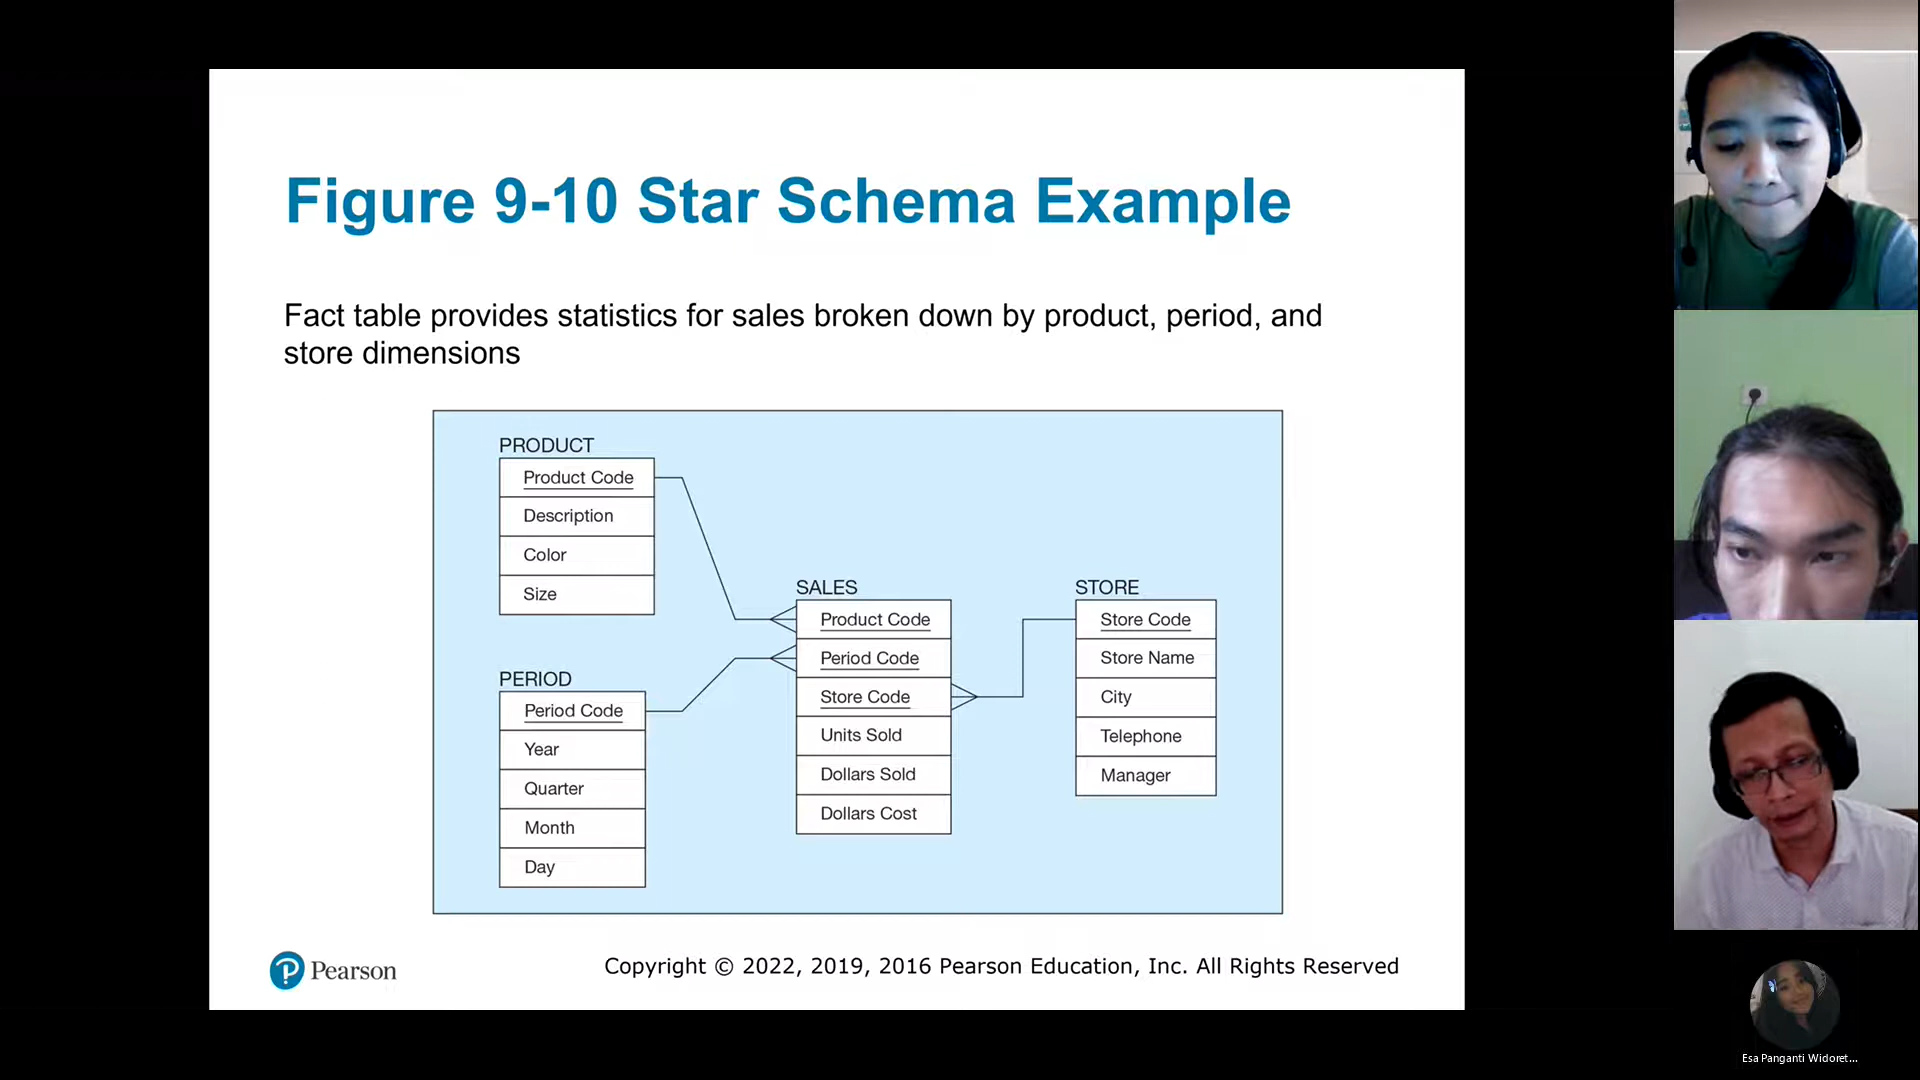 Figure 9-10 Star Schema Example
Fact table provides statistics for sales broken down by product, period, and
store dimensions
PRODUCT
Product Code
Description
Color
Size
PERIOD
Period Code
Year
Quarter
Month
Day
SALES
Product Code
Period Code
Store Code
Units Sold
Dollars Sold
Dollars Cost
STORE
Store Code
Store Name
City
Telephone
Manager
Pearson
Copyright © 2022, 2019, 2016 Pearson Education, Inc. All Rights Reserved
Esa Panganti Widoret...